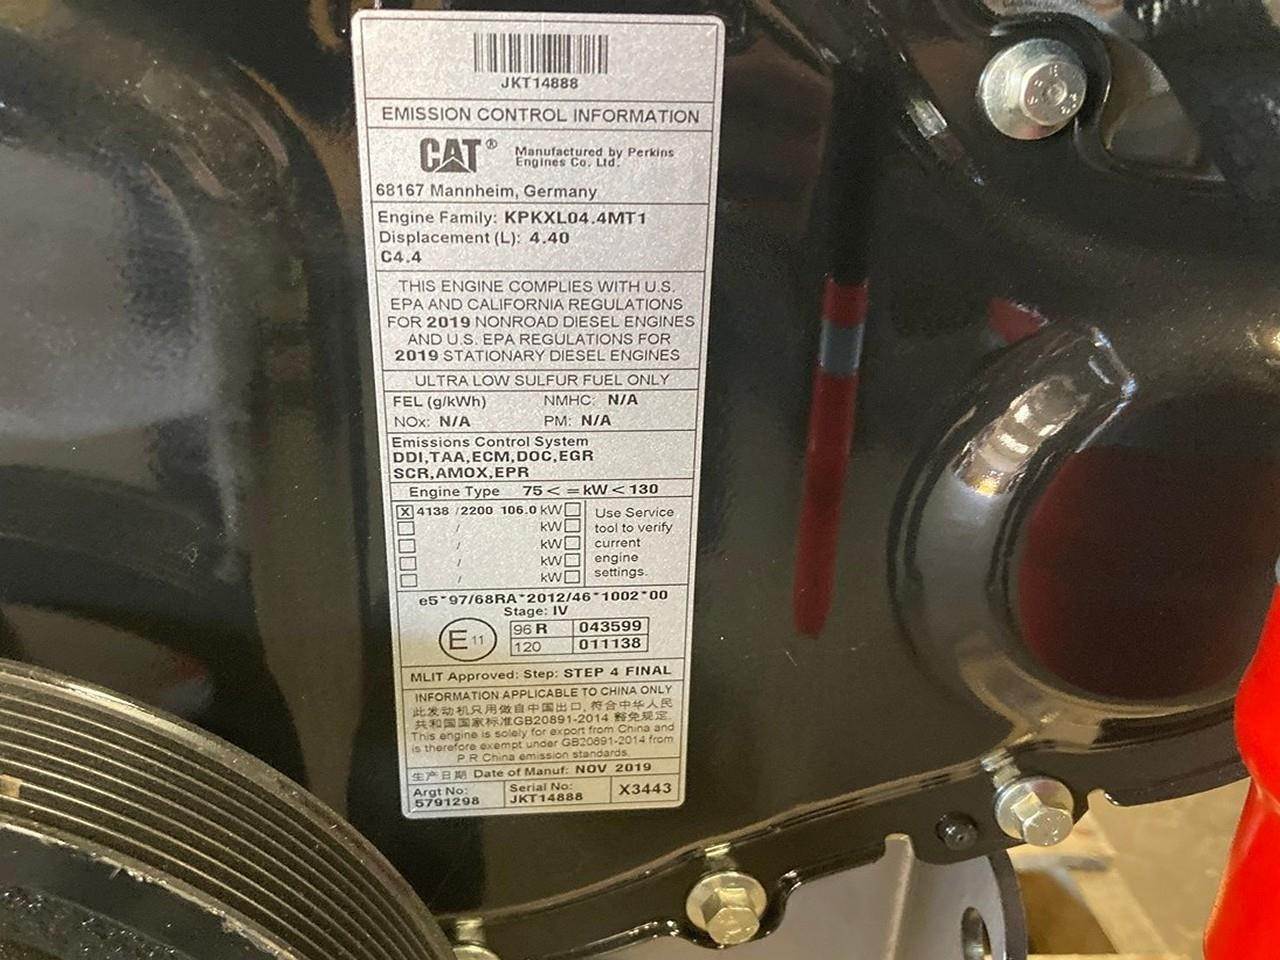 JKT14888
EMISSION CONTROL INFORMATION
CAT® Manufactured by Perkins
Engines Co. Ltd.
68167 Mannheim, Germany
Engine Family: KPKXL04.4MT1
Displacement (L): 4.40
C4.4
THIS ENGINE COMPLIES WITH U.S.
EPA AND CALIFORNIA REGULATIONS
FOR 2019 NONROAD DIESEL ENGINES
AND U.S. EPA REGULATIONS FOR
2019 STATIONARY DIESEL ENGINES
ULTRA LOW SULFUR FUEL ONLY
FEL (g/kWh) NMHC: N/A
NOx: N/A PM: N/A
Emissions Control System
DDI,TAA,ECM,DOC,EGR
SCR,AMOX,EPR
Engine Type 75 < = kW < 130
X 4138 /2200 106.0 kW Use Service
/ kW tool to verify
/ kW current
/ kW engine
/ kW settings.
e5*97/68RA*2012/46*1002*00
Stage: IV
E 11 96 R 043599
120 011138
MLIT Approved: Step: STEP 4 FINAL
INFORMATION APPLICABLE TO CHINA ONLY
此发动机只用做自中国出口, 符合中华人民
共和国国家标准GB20891-2014 豁免规定.
This engine is solely for export from China and
is therefore exempt under GB20891-2014 from
P R China emission standards.
生产日期 Date of Manuf: NOV 2019
Argt No: Serial No: X3443
5791298 JKT14888